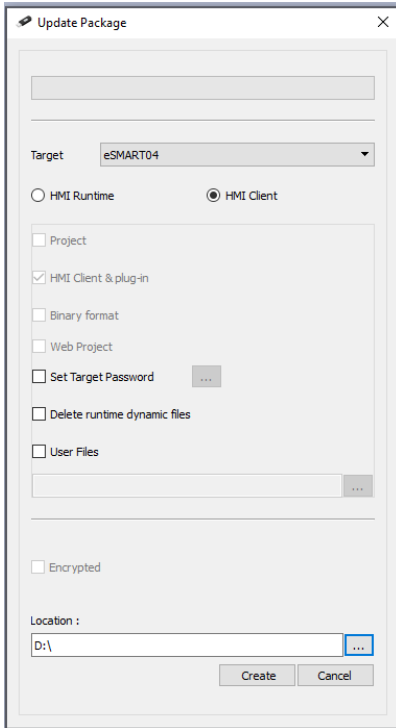 Update Package
Target eSMART04
HMI Runtime HMI Client
Project
HMI Client & plug-in
Binary format
Web Project
Set Target Password ...
Delete runtime dynamic files
User Files
...
Encrypted
Location :
D:\ ...
Create Cancel